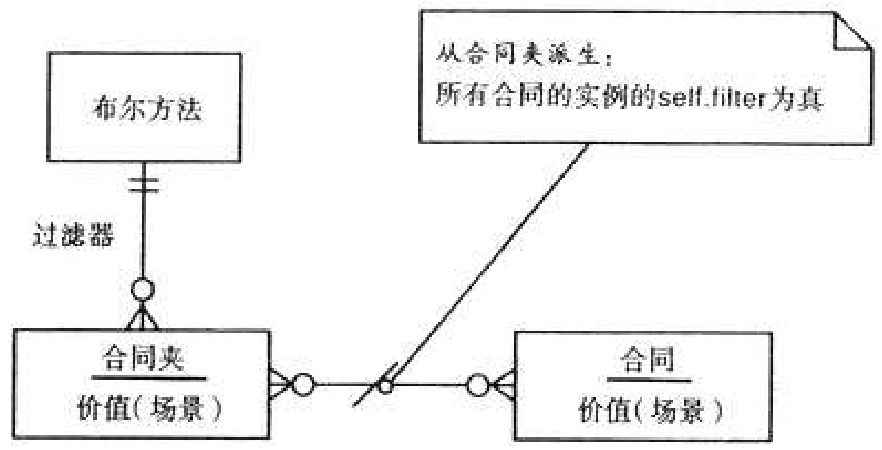 从合同夹派生:
所有合同的实例的self.filter为真
布尔方法
过滤器
合同夹
价值(场景)
合同
价值(场景)